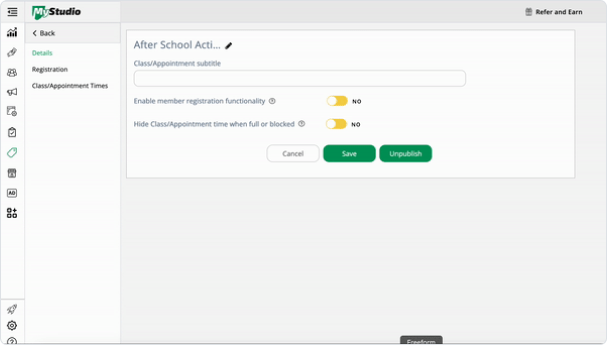 MyStudio
Refer and Earn
Back
Details
Registration
Class/Appointment Times
After School Acti...
Class/Appointment subtitle
Enable member registration functionality
NO
Hide Class/Appointment time when full or blocked
NO
Cancel
Save
Unpublish
AD
Freeform